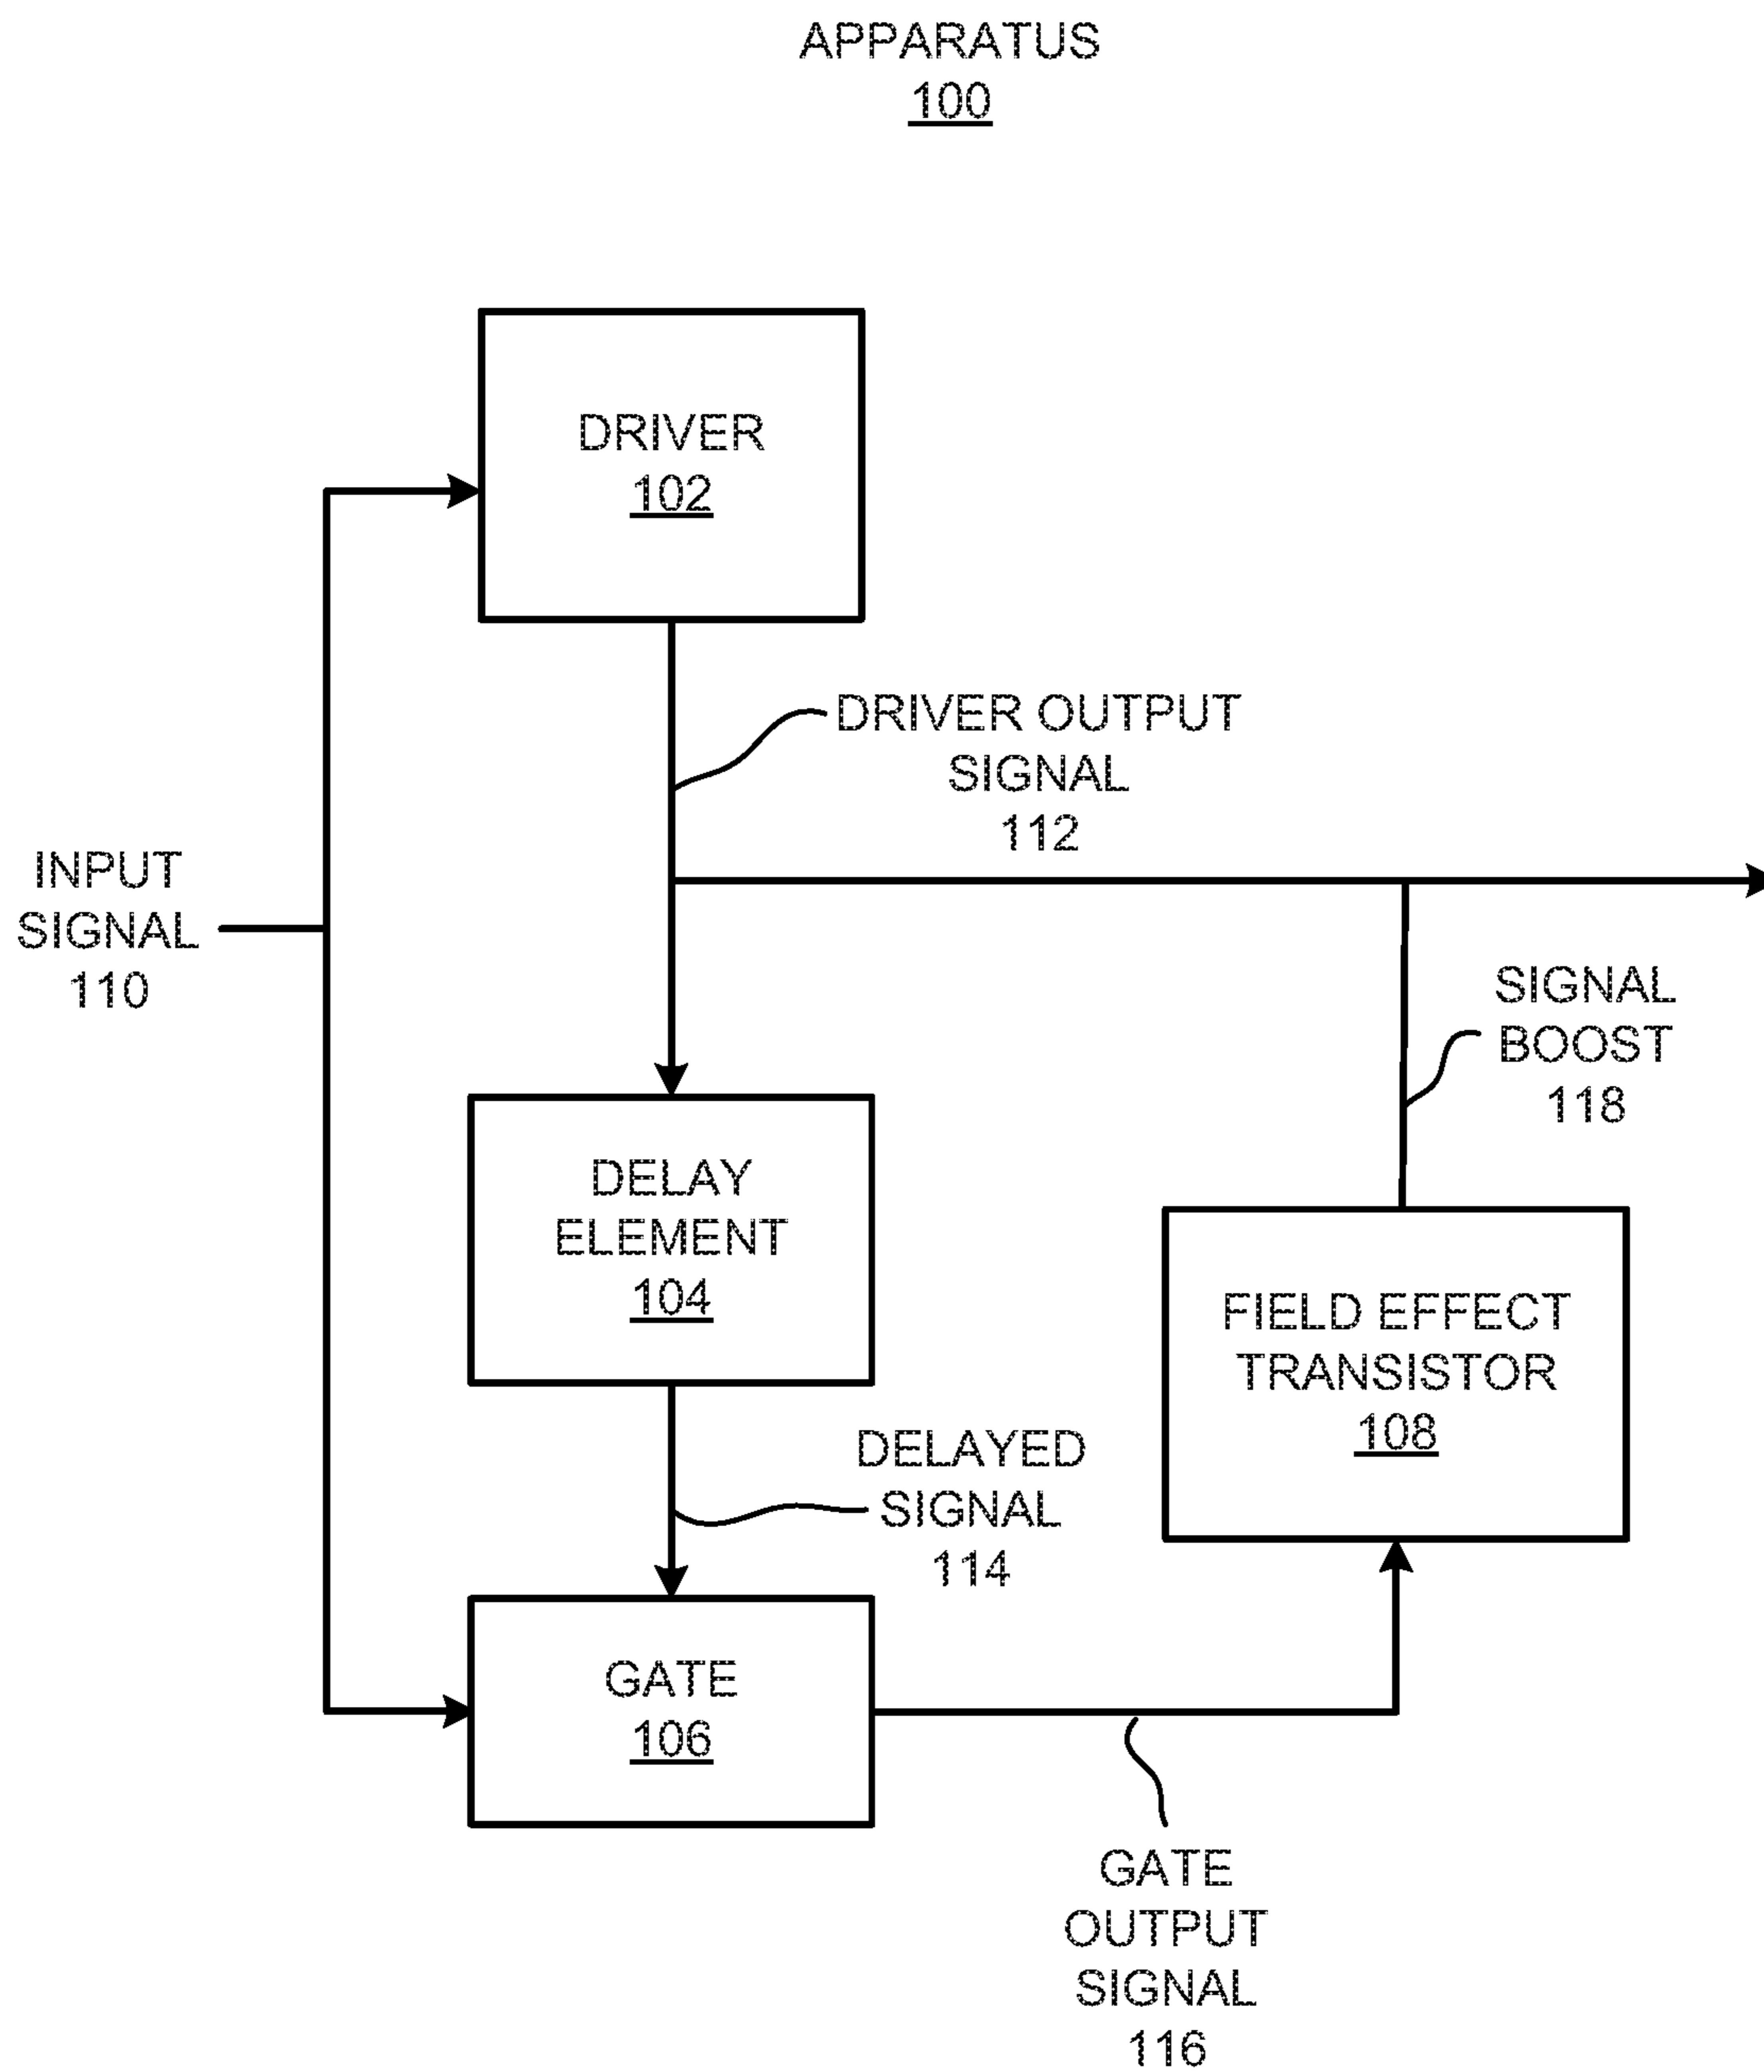 APPARATUS
100
DRIVER
102
DRIVER OUTPUT
SIGNAL
112
INPUT
SIGNAL
110
SIGNAL
BOOST
118
DELAY
ELEMENT
104
FIELD EFFECT
TRANSISTOR
108
DELAYED
SIGNAL
114
GATE
106
GATE
OUTPUT
SIGNAL
116